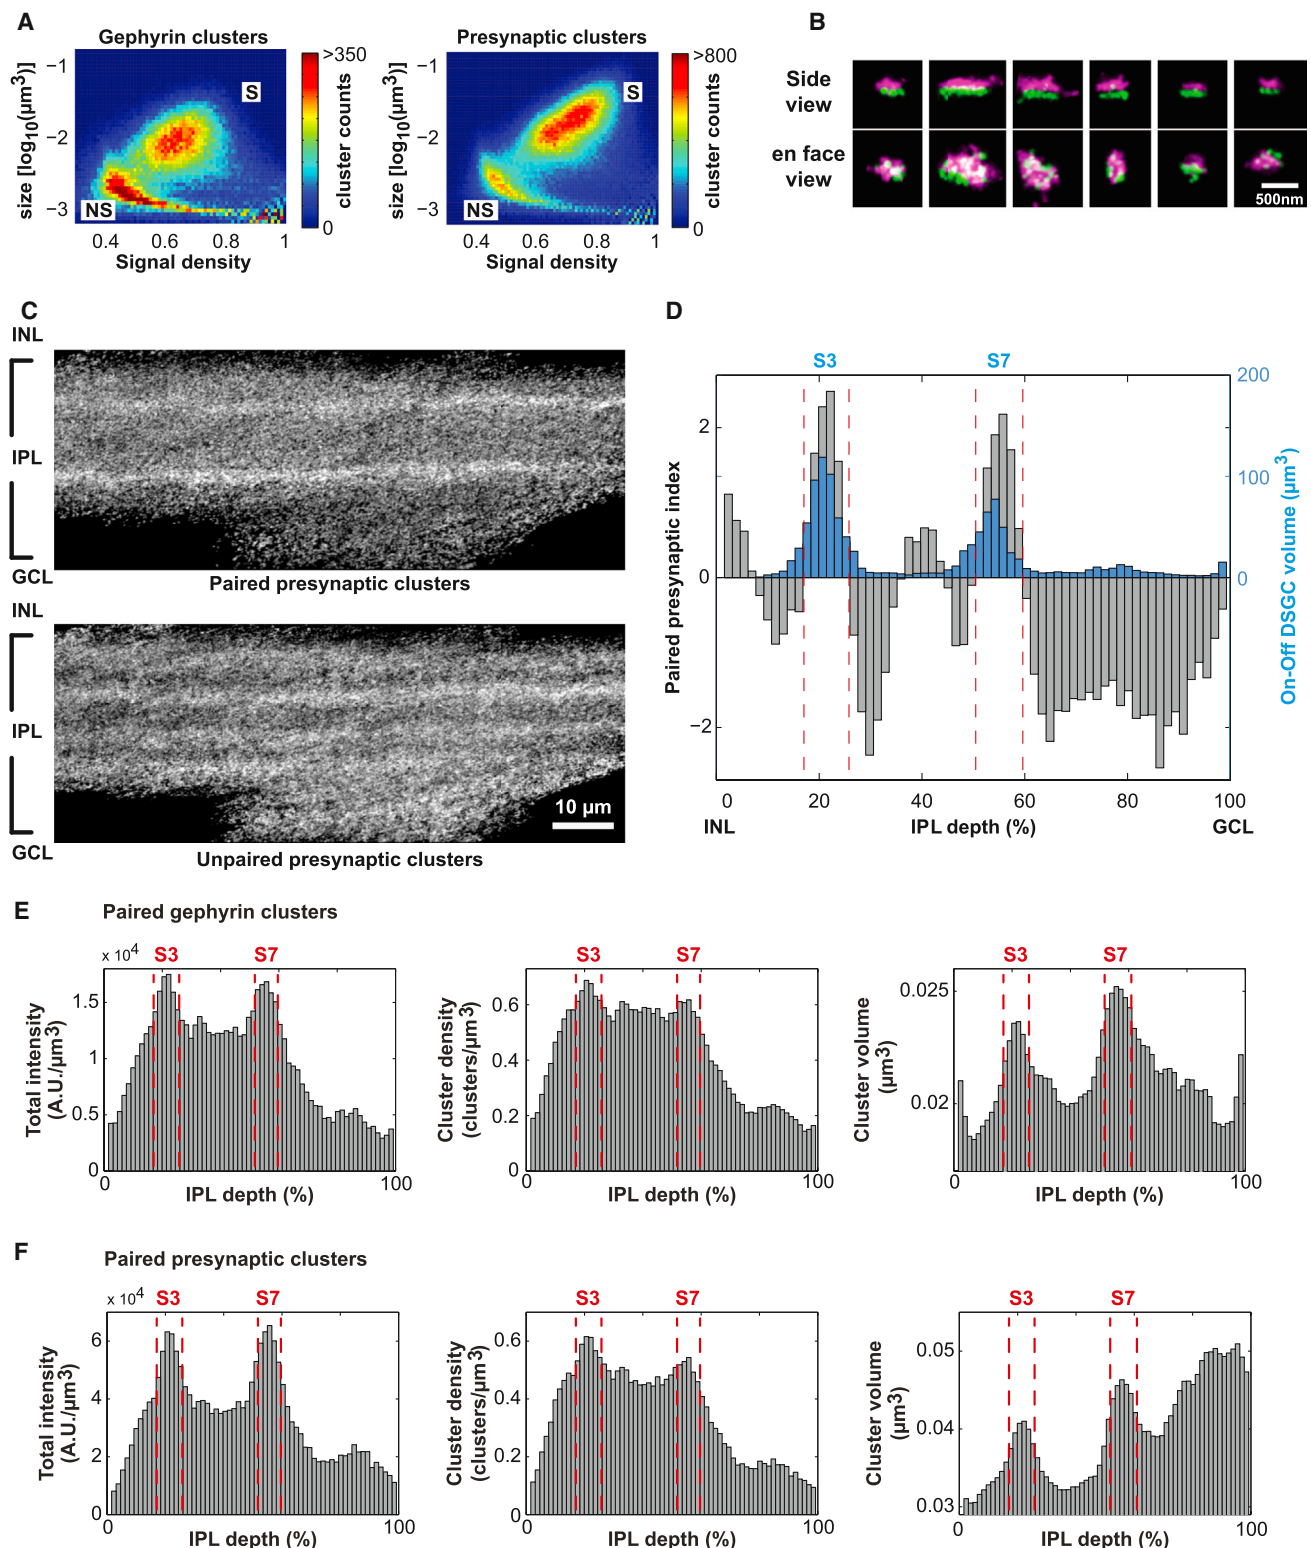 A
Gephyrin clusters
size [log10(μm3)]
−1
−2
−3
S
NS
0.4 0.6 0.8 1
Signal density
>350
cluster counts
0
Presynaptic clusters
size [log10(μm3)]
−1
−2
−3
S
NS
0.4 0.6 0.8 1
Signal density
>800
cluster counts
0
B
Side
view
en face
view
500nm
C
INL
IPL
GCL
Paired presynaptic clusters
INL
IPL
GCL
10 μm
Unpaired presynaptic clusters
D
S3 S7
Paired presynaptic index
2
0
−2
200
100
0
On-Off DSGC volume (μm3)
0 20 40 60 80 100
INL IPL depth (%) GCL
E
Paired gephyrin clusters
x 104
S3 S7
Total intensity
(A.U./μm3)
1.5
1
0.5
0
0 100
IPL depth (%)
S3 S7
Cluster density
(clusters/μm3)
0.6
0.4
0.2
0
0 100
IPL depth (%)
S3 S7
Cluster volume
(μm3)
0.025
0.02
0 100
IPL depth (%)
F
Paired presynaptic clusters
x 104
S3 S7
Total intensity
(A.U./μm3)
6
4
2
0
0 100
IPL depth (%)
S3 S7
Cluster density
(clusters/μm3)
0.6
0.4
0.2
0
0 100
IPL depth (%)
S3 S7
Cluster volume
(μm3)
0.05
0.04
0.03
0 100
IPL depth (%)